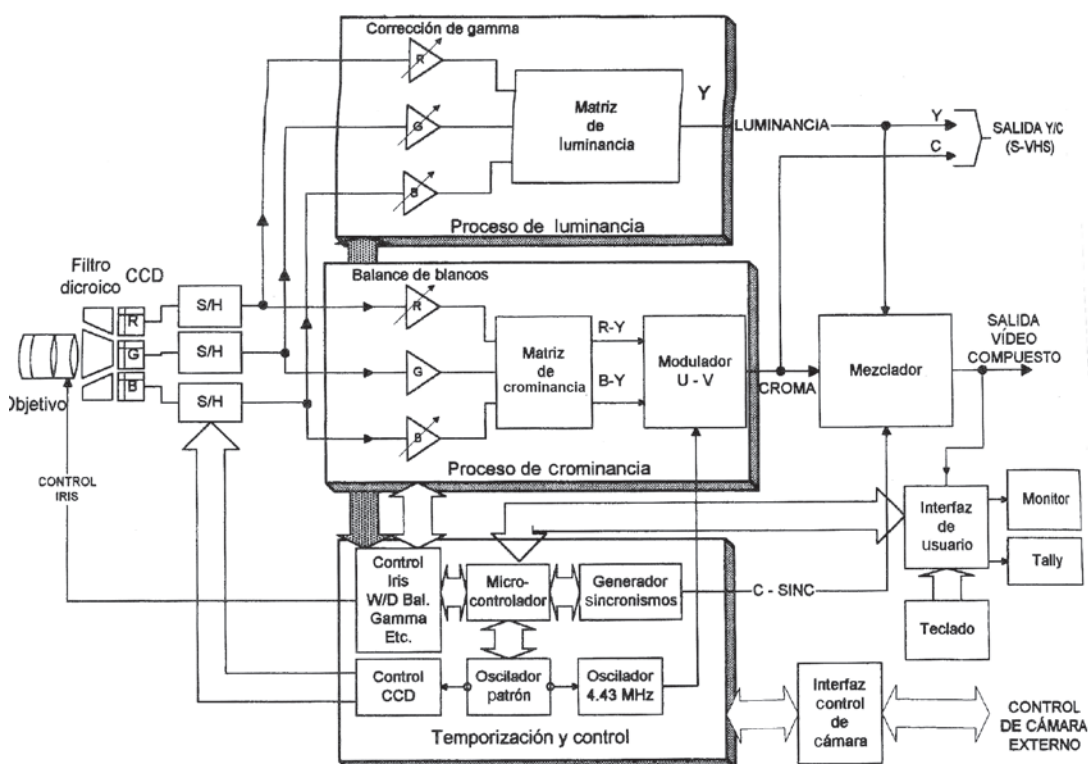 Corrección de gamma
R
G
B
Matriz
de
luminancia
Y
LUMINANCIA
Y
C
SALIDA Y/C
(S-VHS)
Proceso de luminancia
Filtro
dicroico
CCD
R
G
B
S/H
S/H
S/H
Objetivo
CONTROL
IRIS
Balance de blancos
R
G
B
Matriz
de
crominancia
R-Y
B-Y
Modulador
U - V
CROMA
Mezclador
SALIDA
VÍDEO
COMPUESTO
Proceso de crominancia
Interfaz
de
usuario
Monitor
Tally
Teclado
Control
Iris
W/D Bal.
Gamma
Etc.
Micro-
controlador
Generador
sincronismos
C - SINC
Control
CCD
Oscilador
patrón
Oscilador
4.43 MHz
Temporización y control
Interfaz
control
de
cámara
CONTROL
DE CÁMARA
EXTERNO